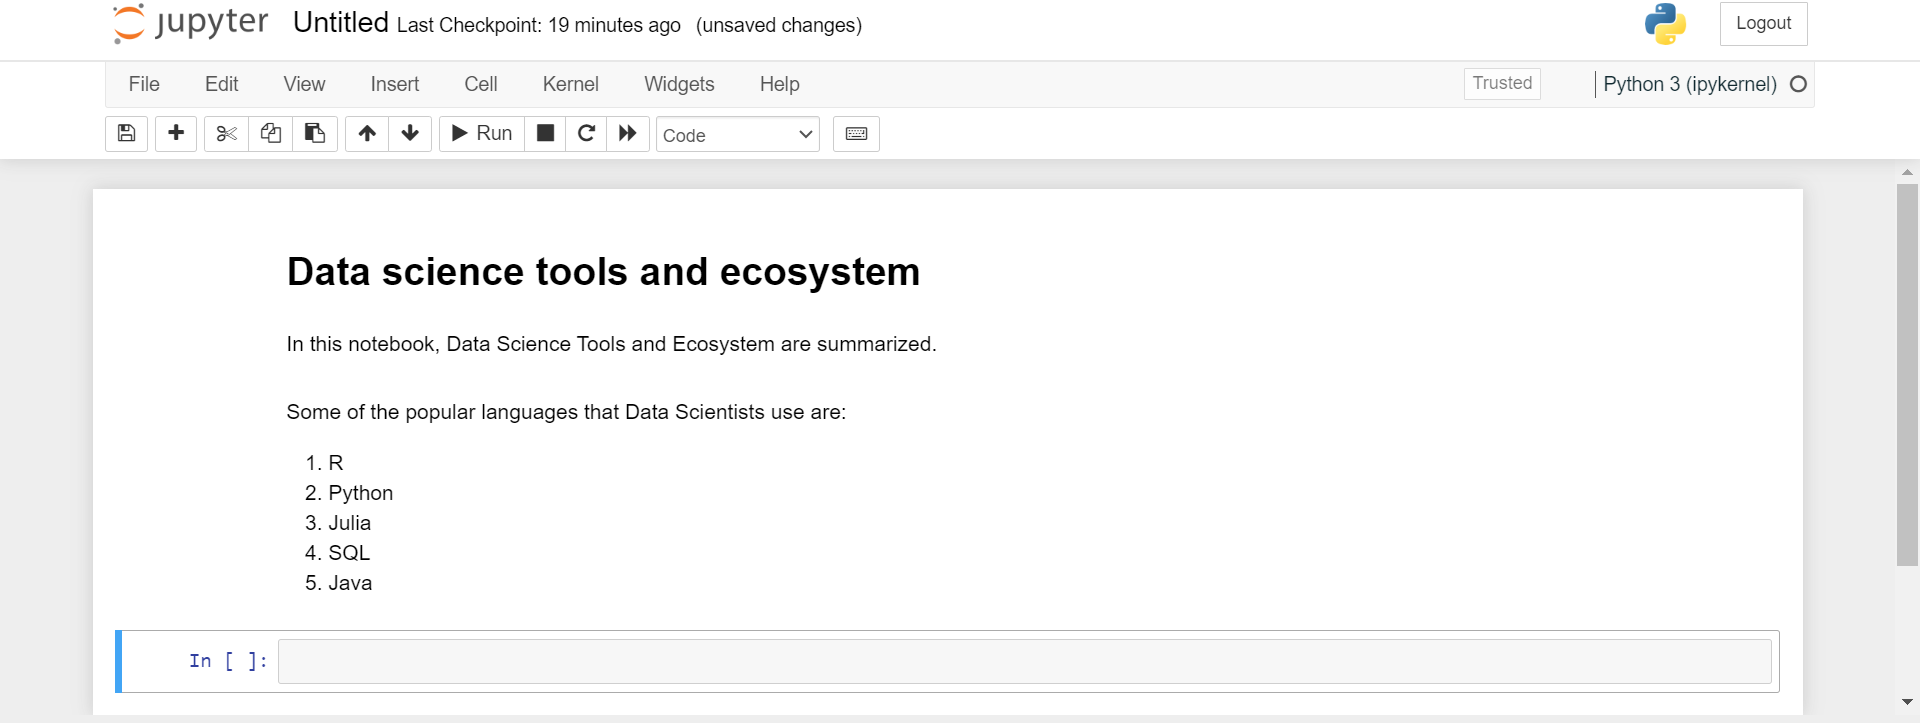 jupyter Untitled Last Checkpoint: 19 minutes ago (unsaved changes) Logout
File Edit View Insert Cell Kernel Widgets Help Trusted Python 3 (ipykernel)
Run Code
Data science tools and ecosystem
In this notebook, Data Science Tools and Ecosystem are summarized.
Some of the popular languages that Data Scientists use are:
1. R
2. Python
3. Julia
4. SQL
5. Java
In [ ]: